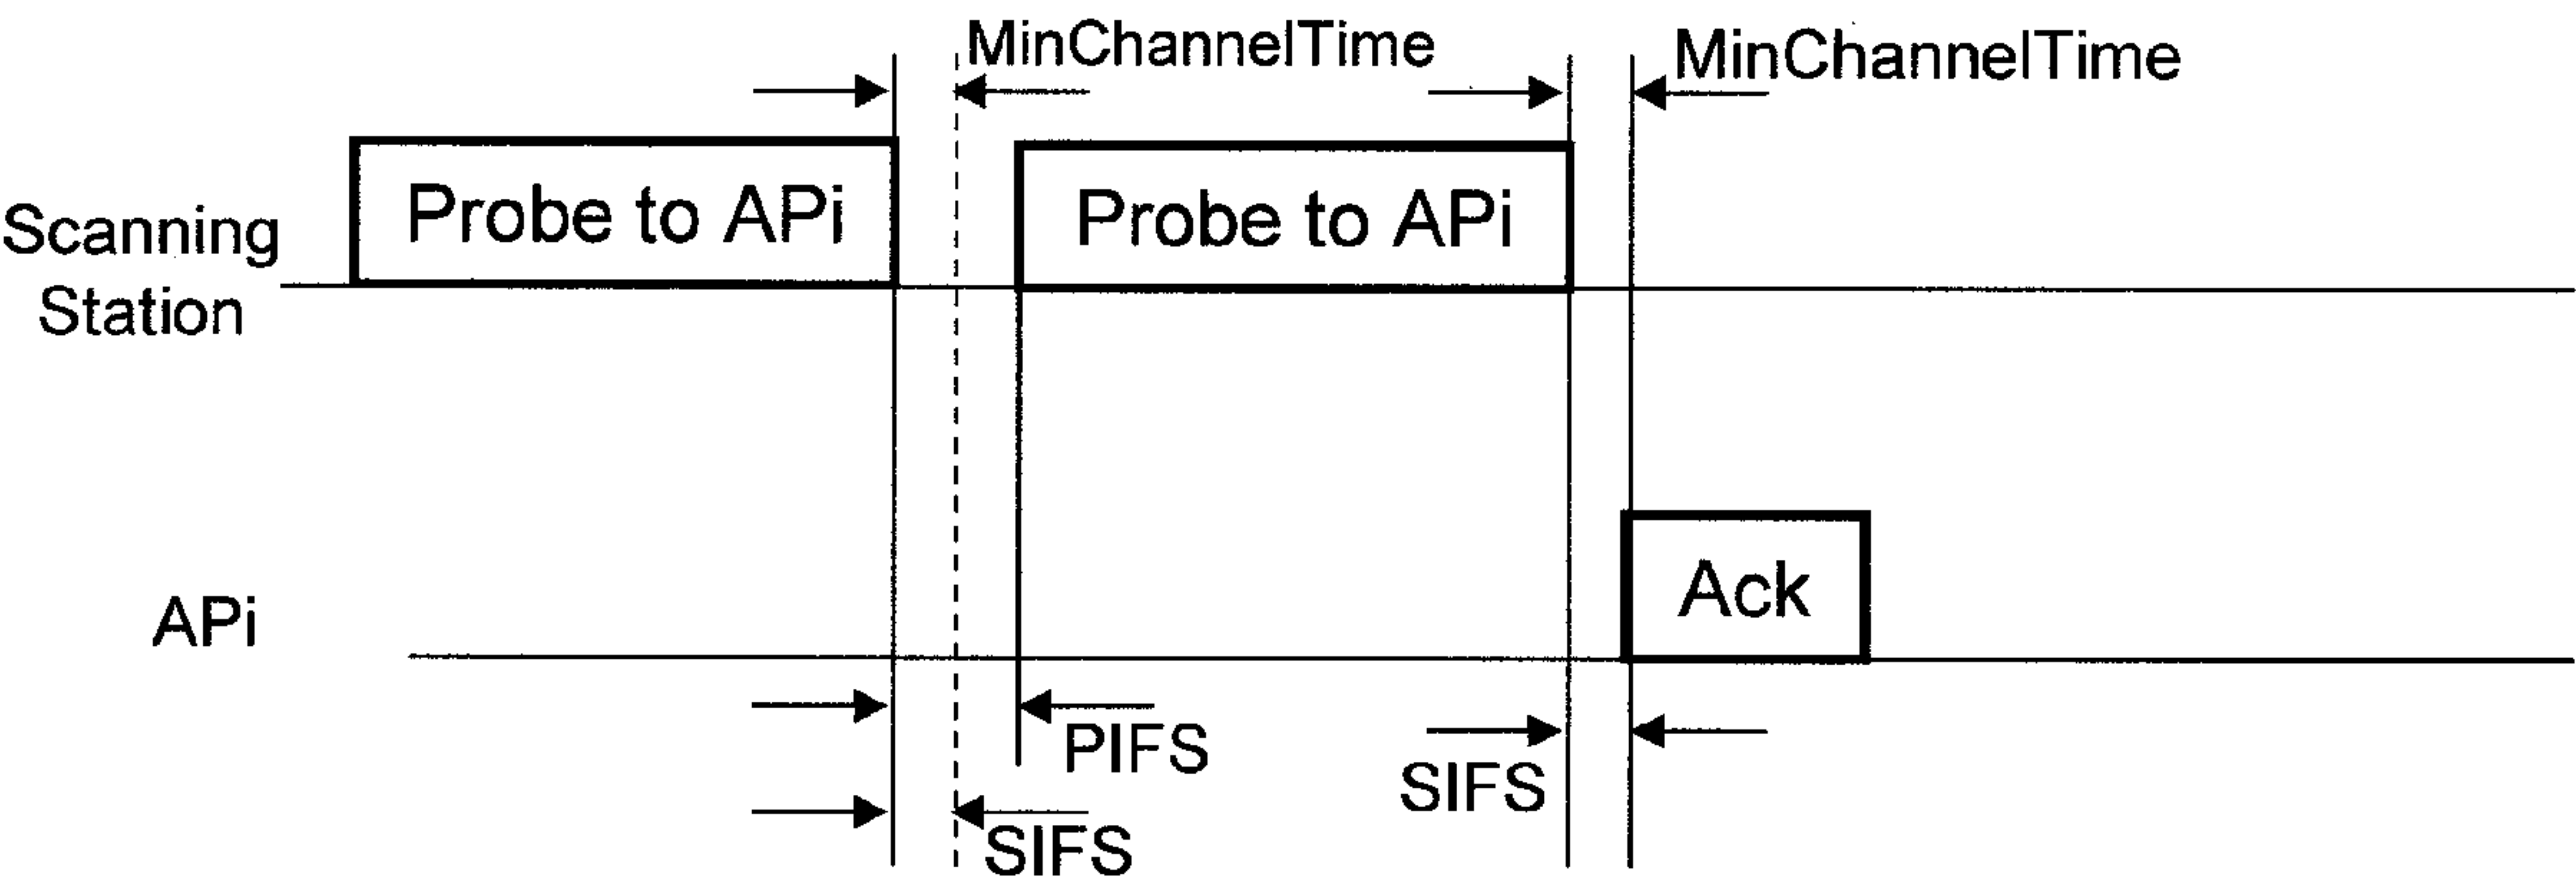 MinChannelTime
MinChannelTime
Probe to APi
Probe to APi
Scanning
Station
Ack
APi
PIFS
SIFS
SIFS